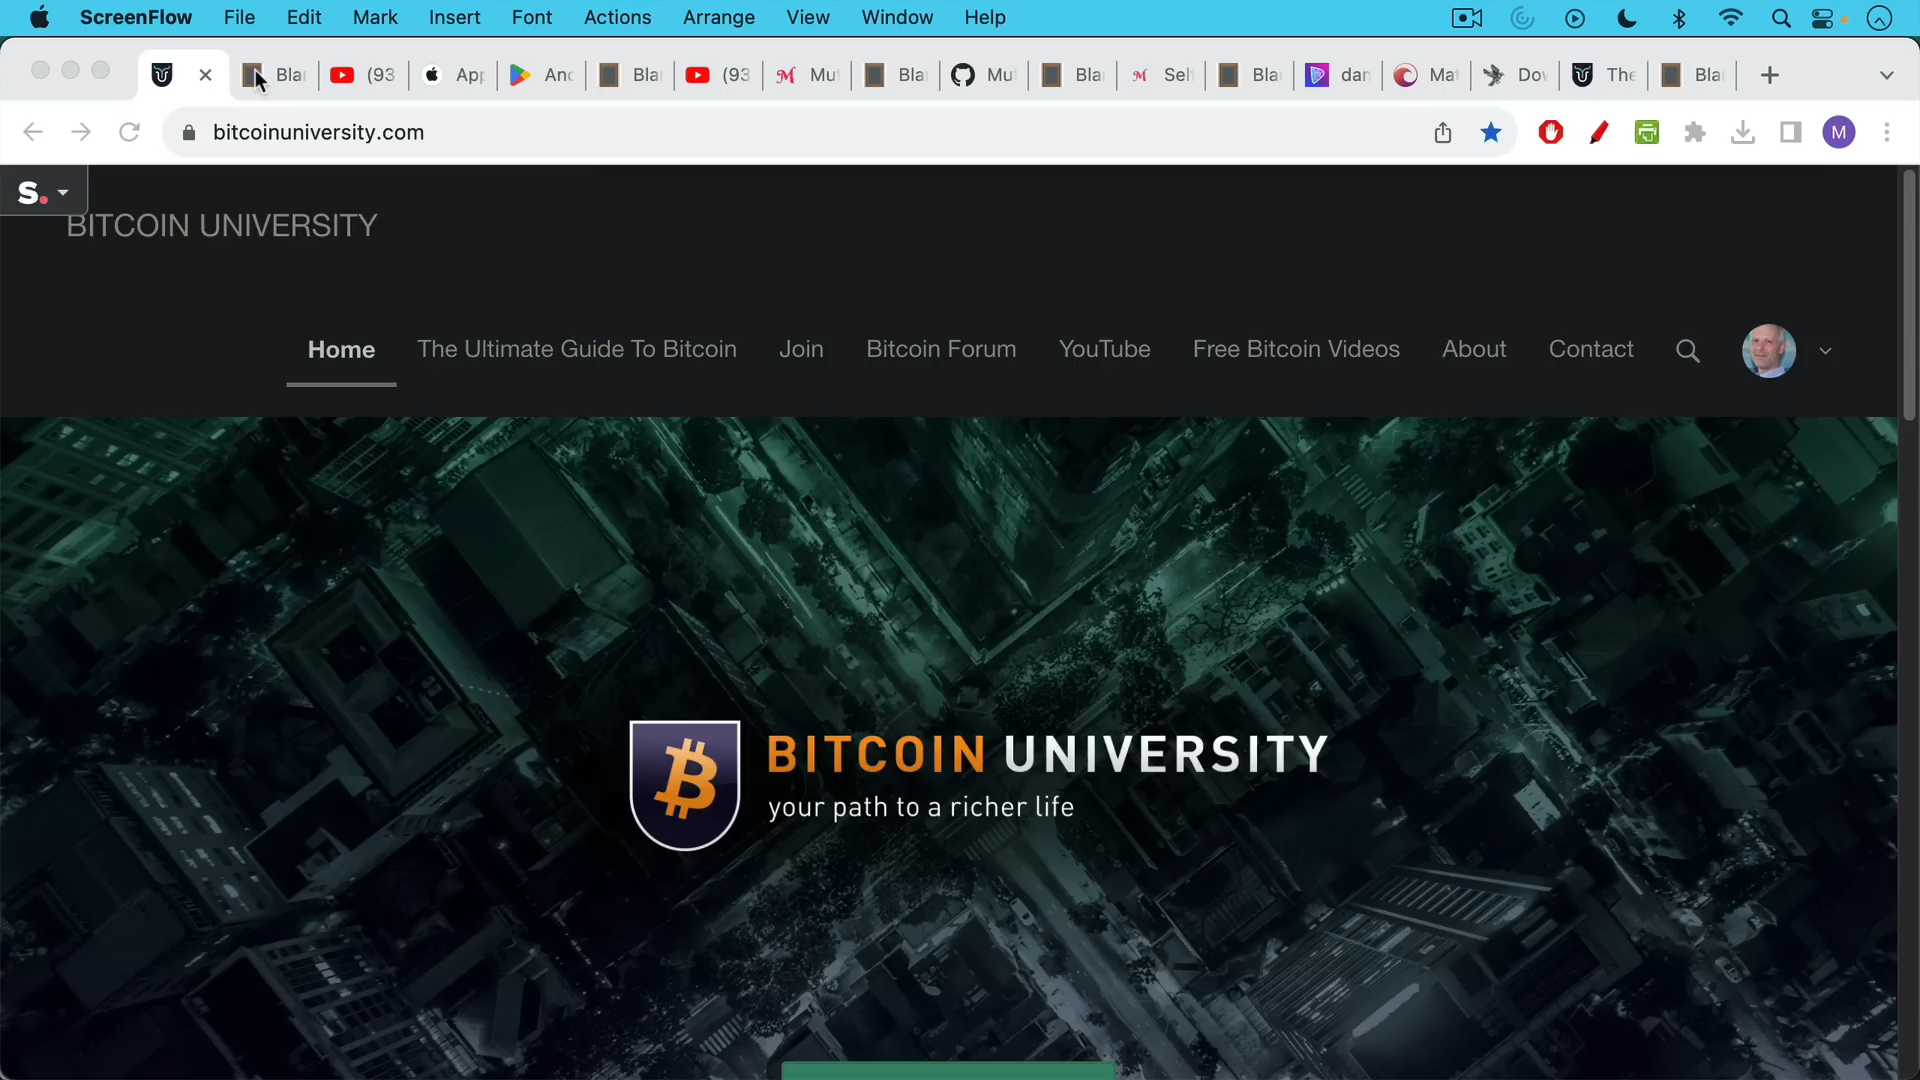 ScreenFlow File Edit Mark Insert Font Actions Arrange View Window Help
Bla (93 App And Bla (93 Mu Bla Mu Bla Sel Bla dan Ma Dov The Bla
bitcoinuniversity.com
M
S.
BITCOIN UNIVERSITY
Home The Ultimate Guide To Bitcoin Join Bitcoin Forum YouTube Free Bitcoin Videos About Contact
BITCOIN UNIVERSITY
your path to a richer life